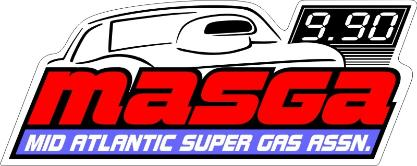 9.90
MASGA
MID ATLANTIC SUPER GAS ASSN.